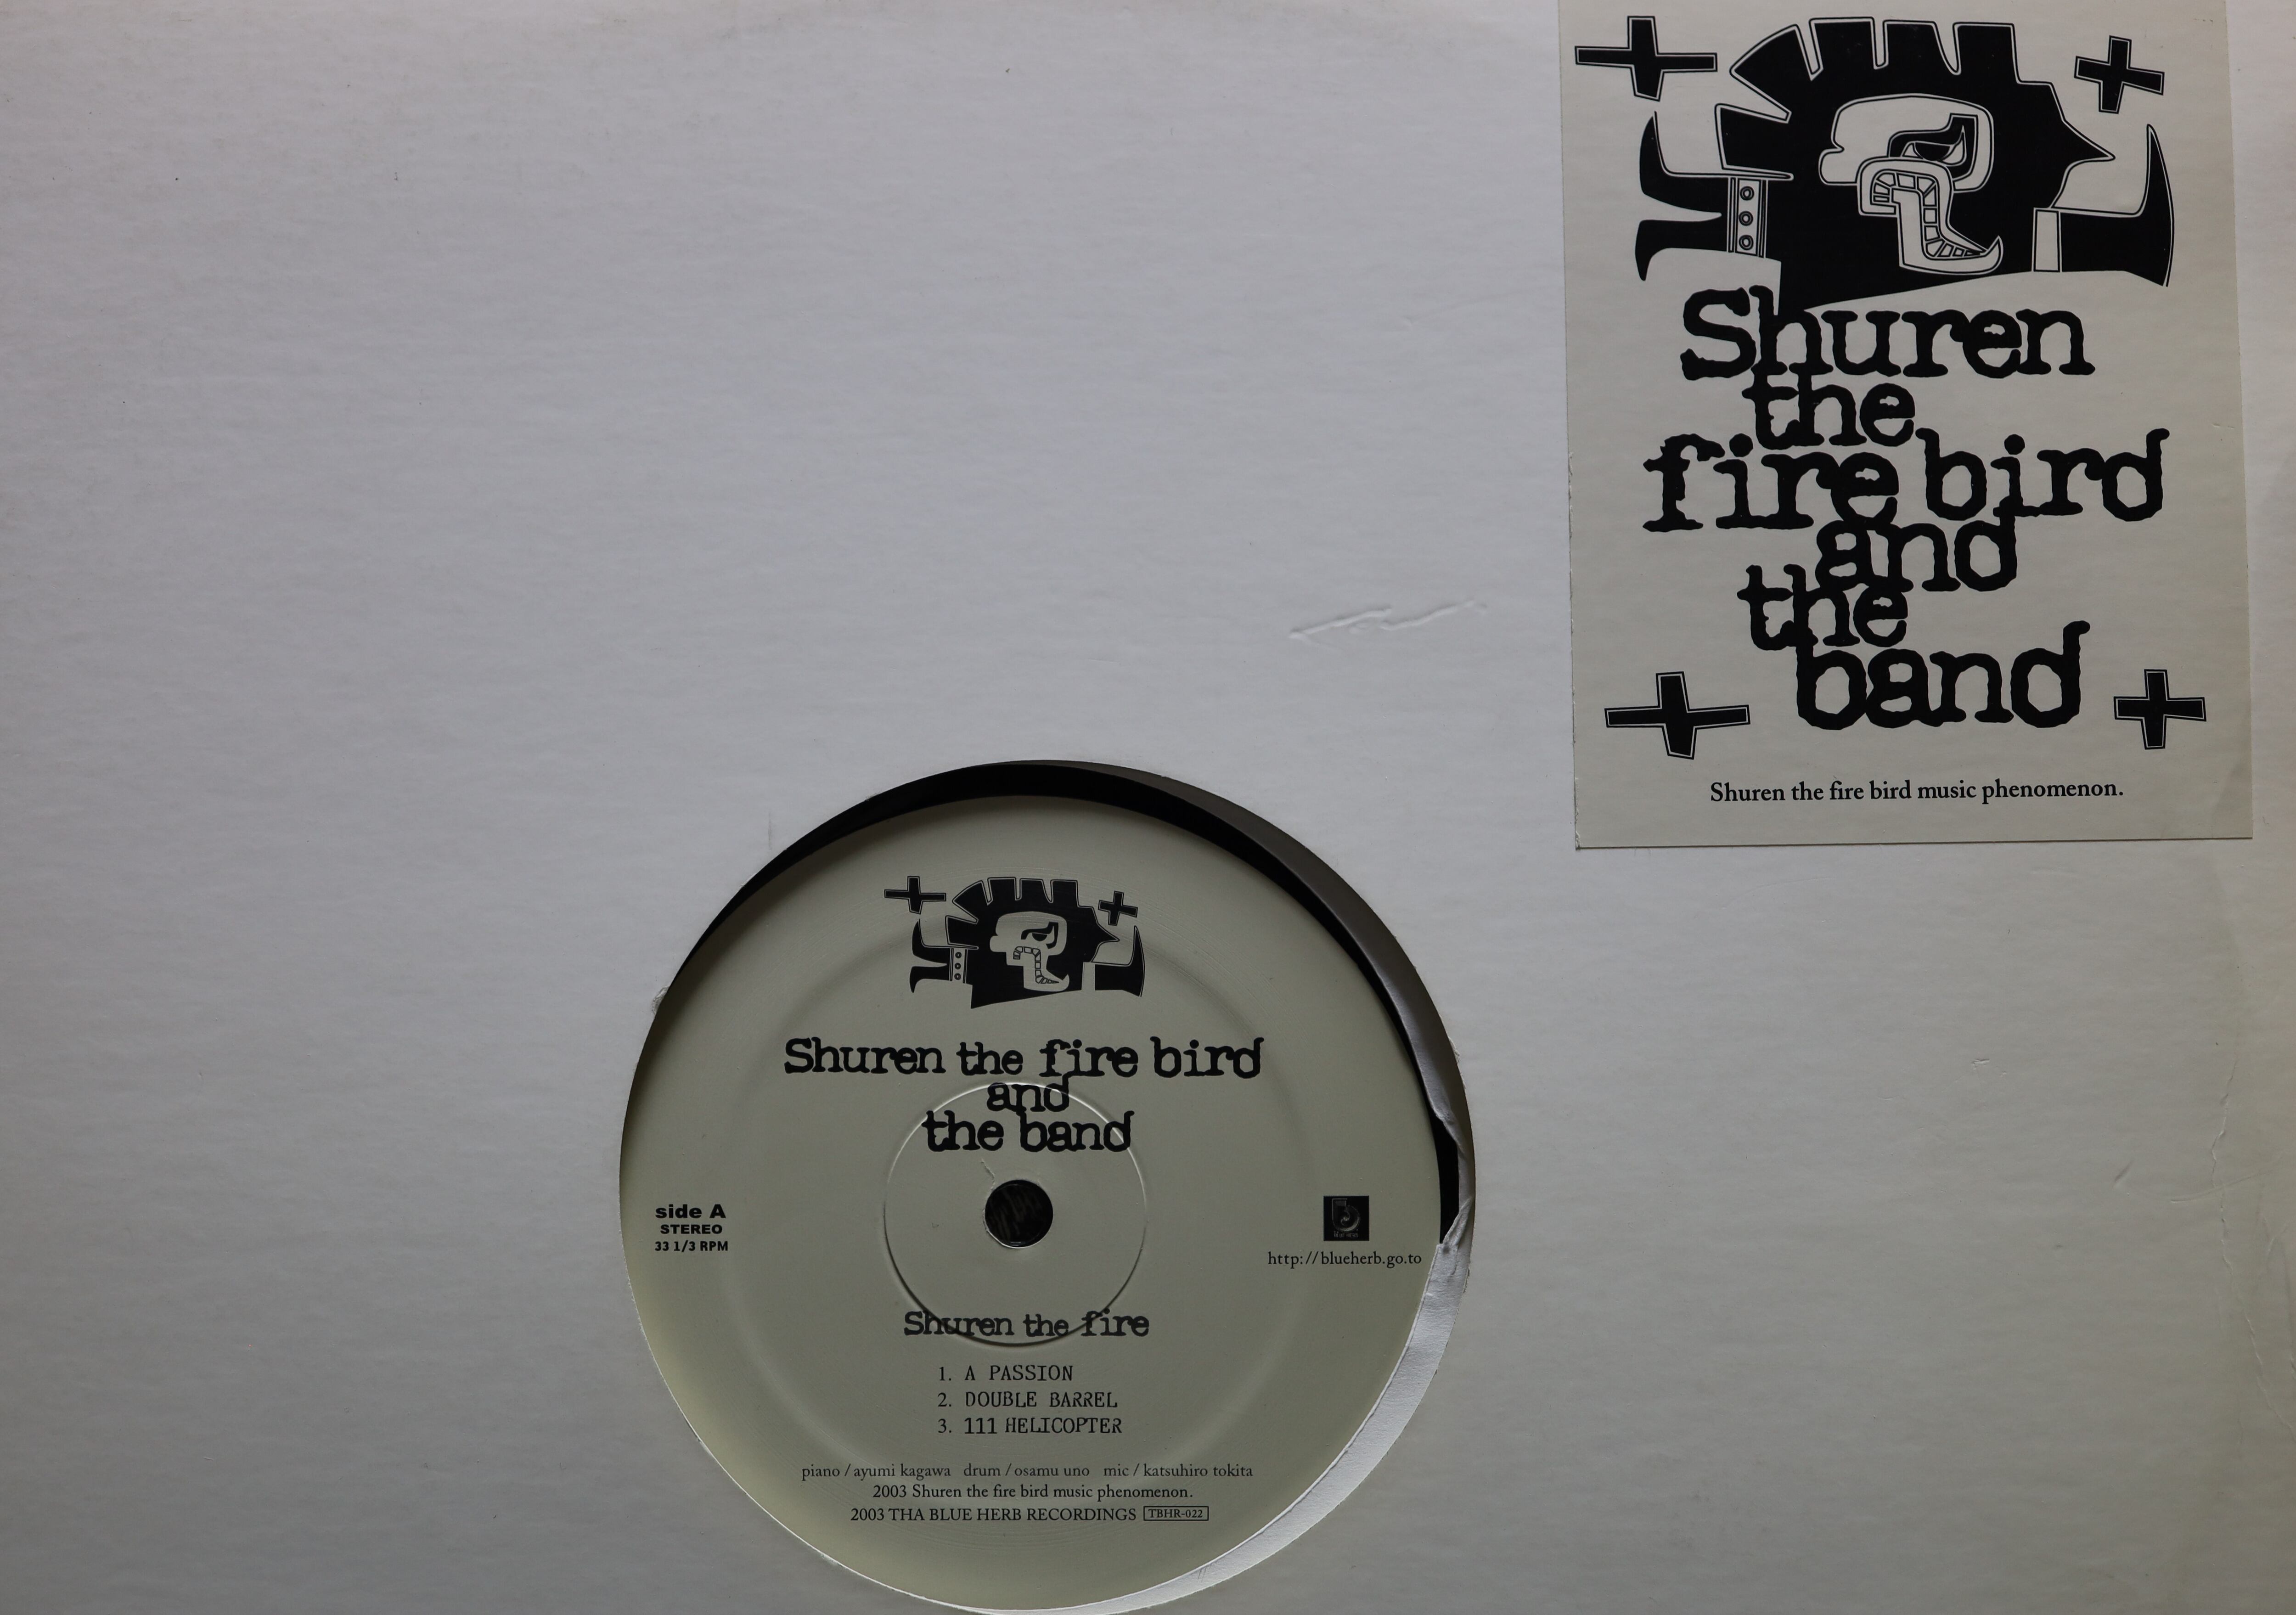 Shuren
the
fire bird
and
the
band
Shuren the fire bird music phenomenon.
Shuren the fire bird
and
the band
side A
STEREO
33 1/3 RPM
http://blueherb.go.to
Shuren the fire
1. A PASSION
2. DOUBLE BARREL
3. 111 HELICOPTER
piano / ayumi kagawa drum / osamu uno mic / katsuhiro tokita
2003 Shuren the fire bird music phenomenon.
2003 THA BLUE HERB RECORDINGS TBHR-022